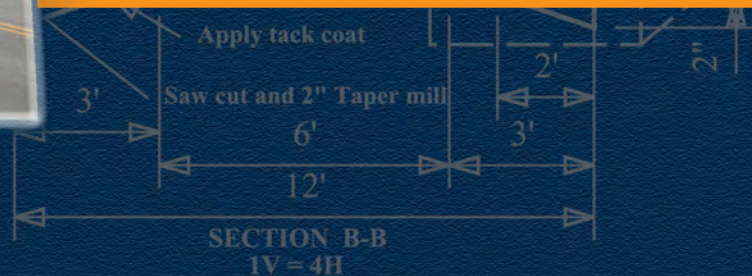 Apply tack coat
2'
2"
3'
Saw cut and 2" Taper mill
6'
3'
12'
SECTION B-B
1V = 4H